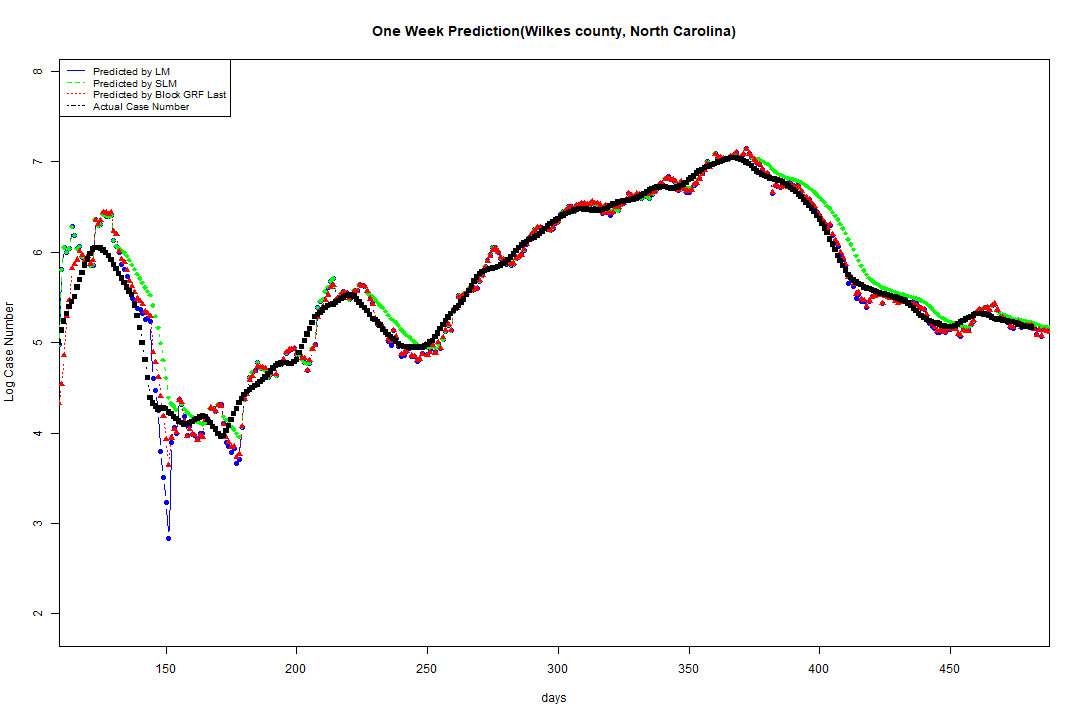 One Week Prediction(Wilkes county, North Carolina)
Predicted by LM
Predicted by SLM
Predicted by Block GRF Last
Actual Case Number
8
7
6
5
4
3
2
Log Case Number
150 200 250 300 350 400 450
days